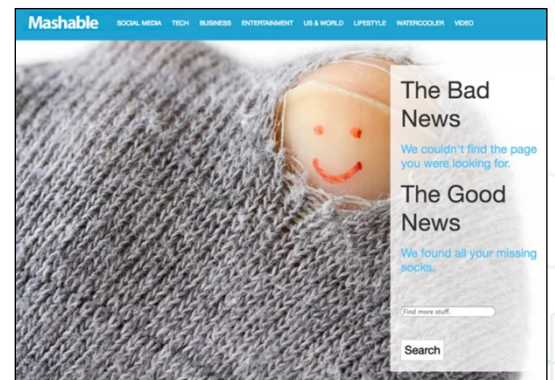 Mashable SOCIAL MEDIA TECH BUSINESS ENTERTAINMENT US & WORLD LIFESTYLE WATERCOOLER VIDEO
The Bad
News
We couldn't find the page
you were looking for.
The Good
News
We found all your missing
socks.
Find more stuff.
Search